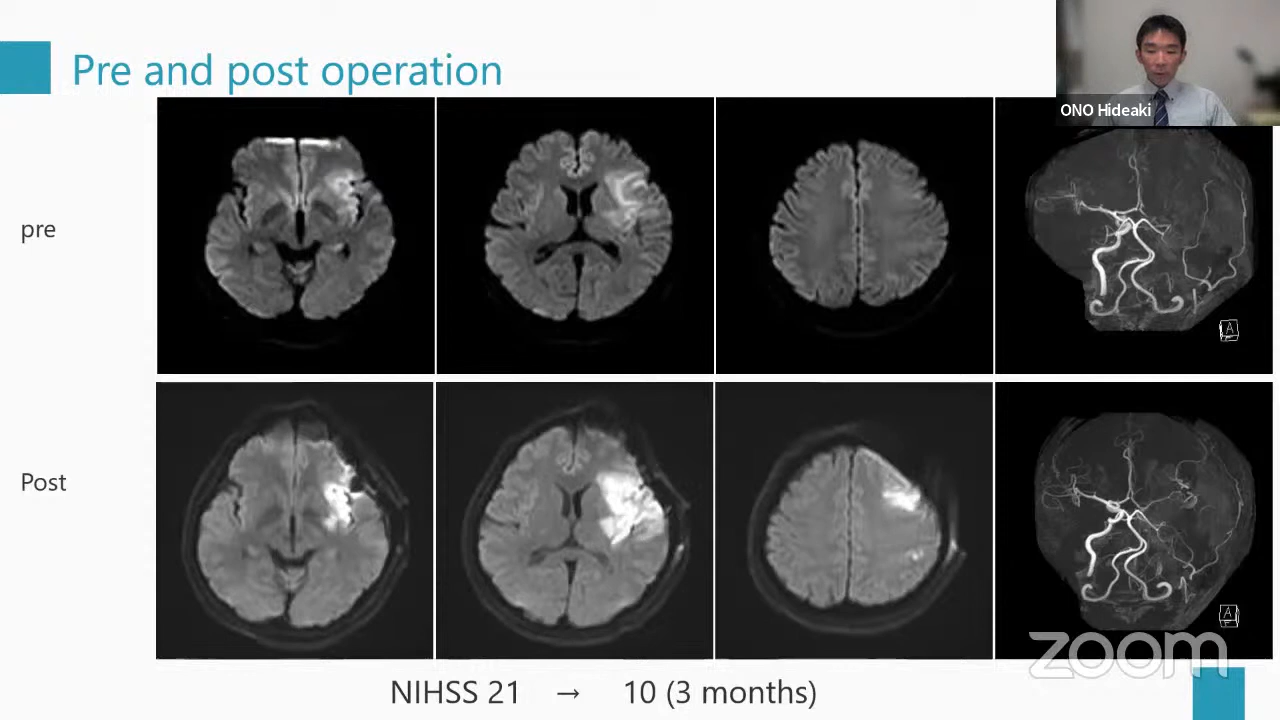 Pre and post operation
ONO Hideaki
pre
A
Post
A
zoom
NIHSS 21 → 10 (3 months)